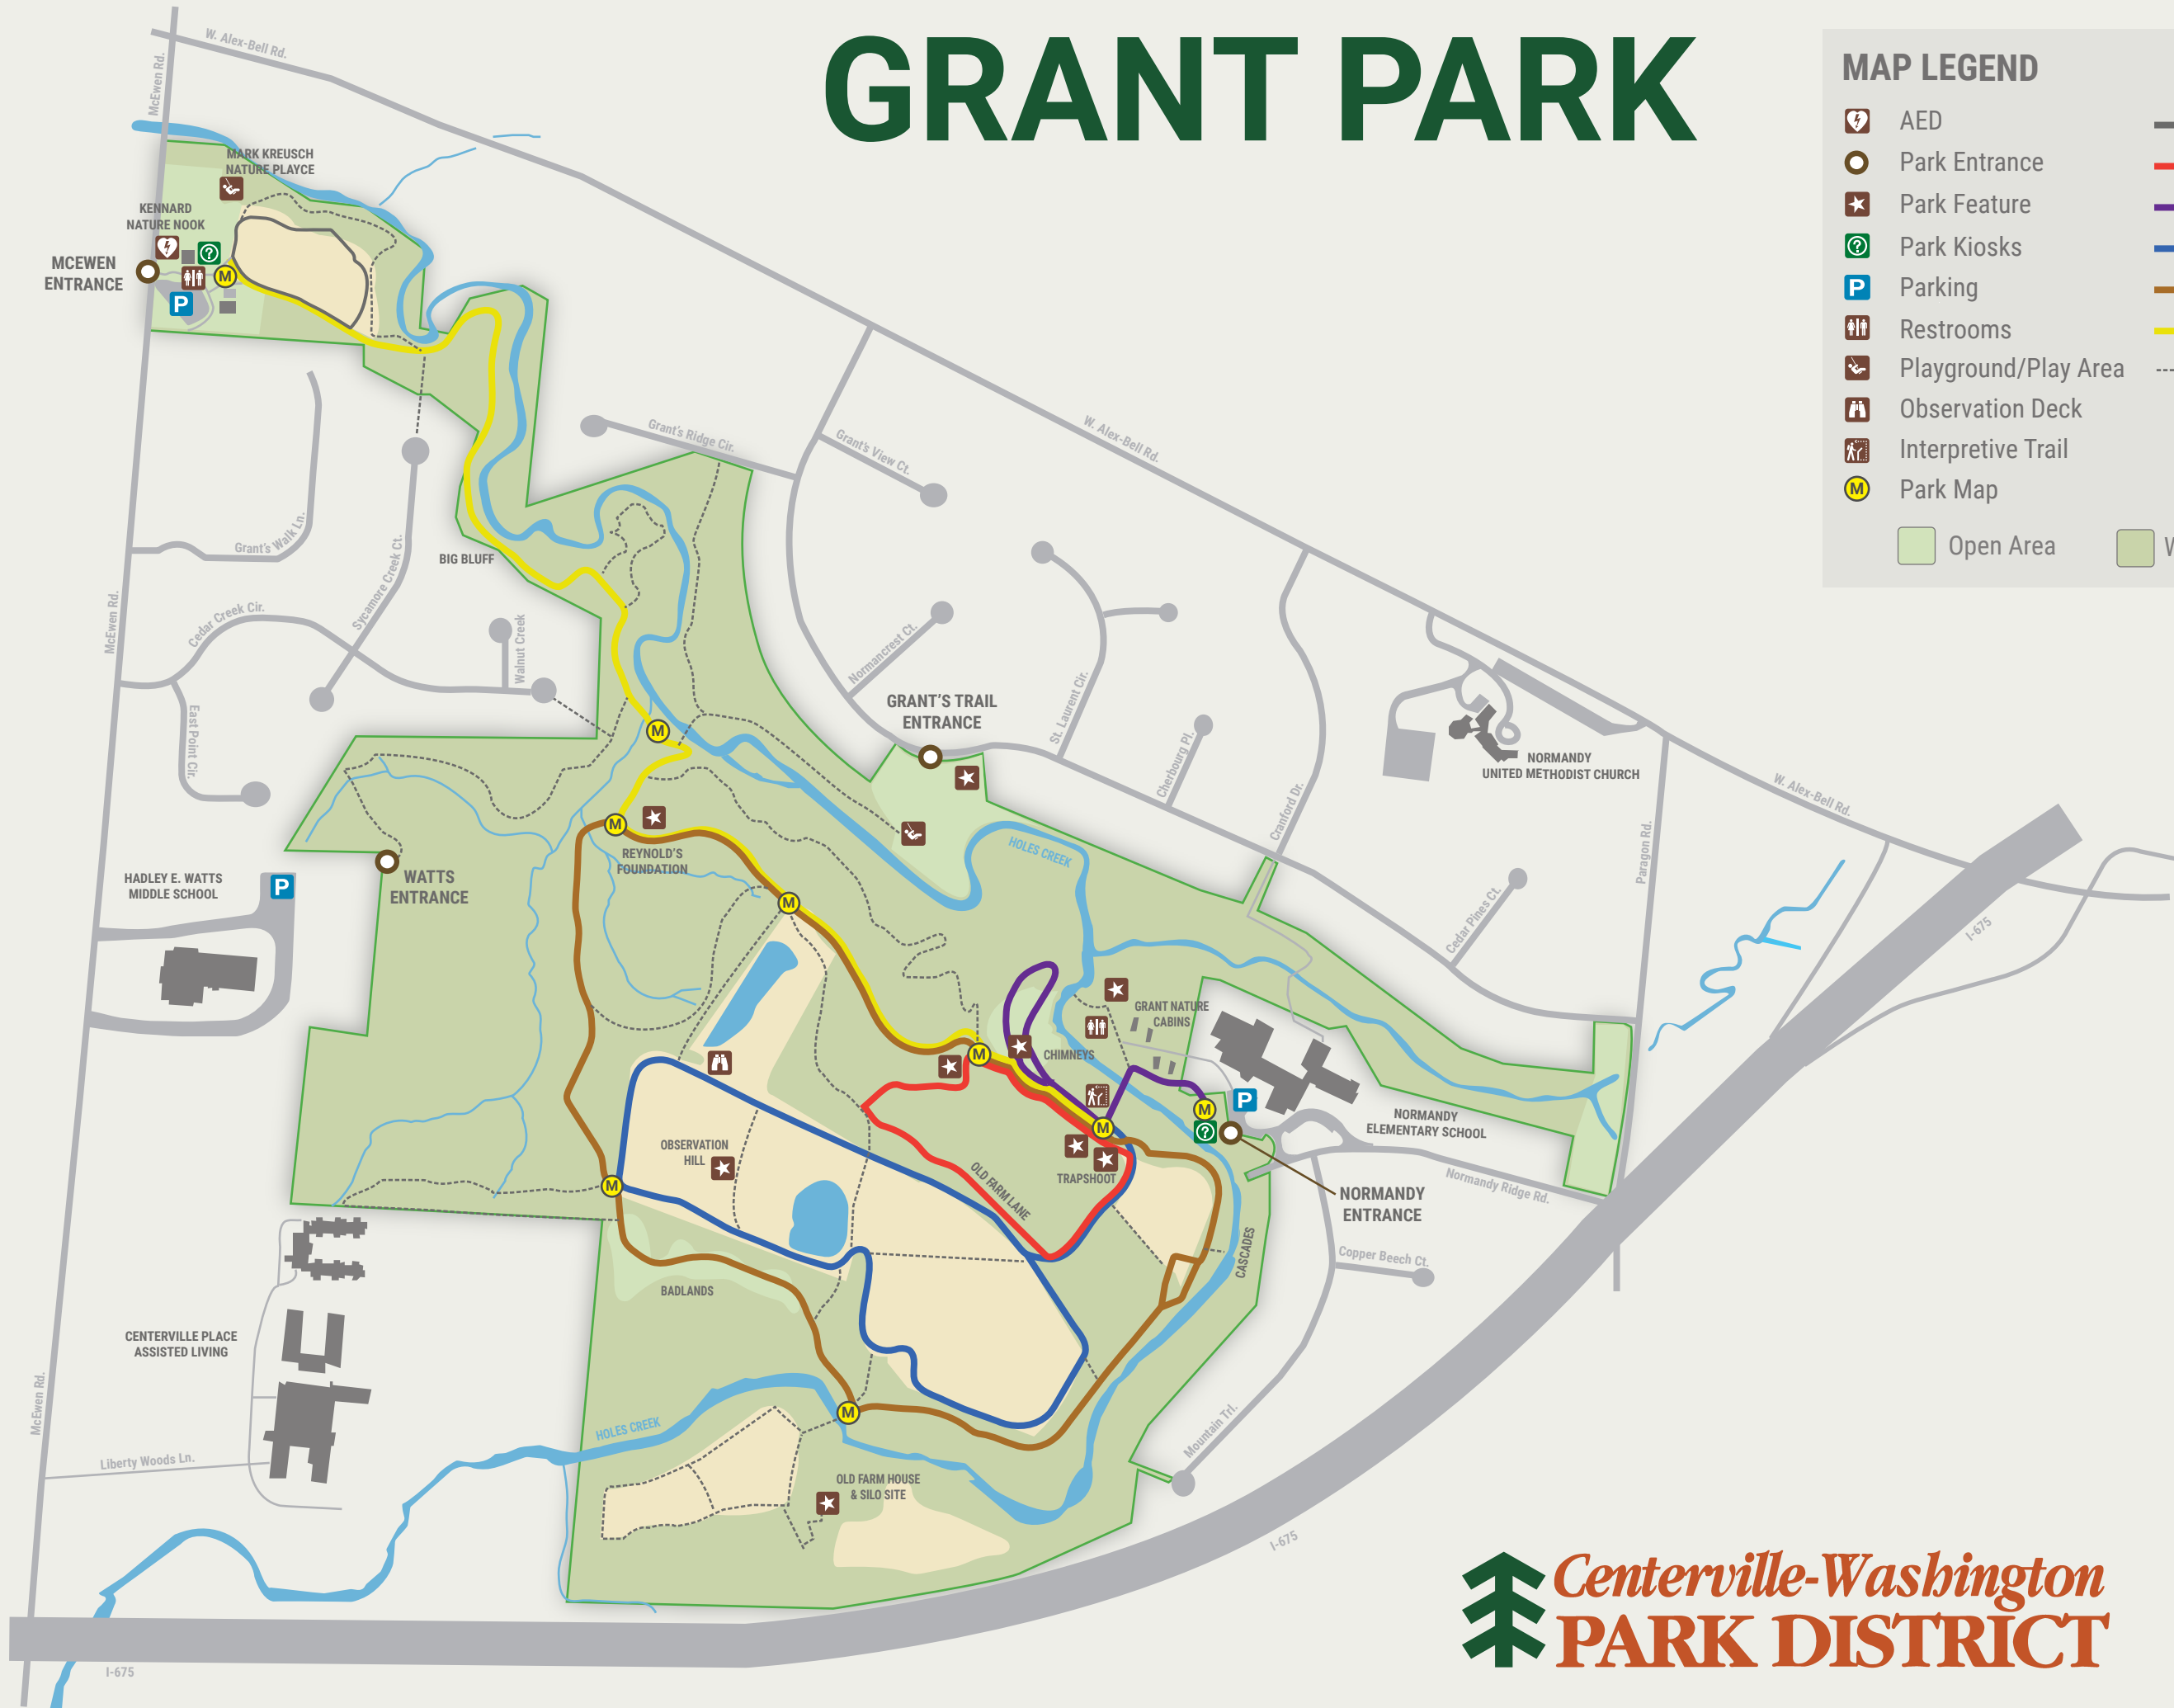 GRANT PARK
MAP LEGEND
AED
Park Entrance
Park Feature
Park Kiosks
Parking
Restrooms
Playground/Play Area
Observation Deck
Interpretive Trail
Park Map
Open Area
W
W. Alex-Bell Rd.
McEwen Rd.
MARK KREUSCH
NATURE PLAYCE
KENNARD
NATURE NOOK
MCEWEN
ENTRANCE
?
M
P
Grant's Ridge Cir.
Grant's View Ct.
W. Alex-Bell Rd.
Grant's Walk Ln.
Sycamore Creek Ct.
BIG BLUFF
McEwen Rd.
Cedar Creek Cir.
Walnut Creek
East Point Cir.
Normancrest Ct.
St. Laurent Cir.
Cherbourg Pl.
Cranford Dr.
GRANT'S TRAIL
ENTRANCE
M
NORMANDY
UNITED METHODIST CHURCH
W. Alex-Bell Rd.
Paragon Rd.
M
REYNOLD'S
FOUNDATION
HOLES CREEK
HADLEY E. WATTS
MIDDLE SCHOOL
P
WATTS
ENTRANCE
M
Cedar Pines Ct.
I-675
GRANT NATURE
CABINS
CHIMNEYS
M
M
M
P
?
NORMANDY
ELEMENTARY SCHOOL
OBSERVATION
HILL
M
OLD FARM LANE
TRAPSHOOT
NORMANDY
ENTRANCE
Normandy Ridge Rd.
CASCADES
Copper Beech Ct.
BADLANDS
CENTERVILLE PLACE
ASSISTED LIVING
McEwen Rd.
M
HOLES CREEK
Mountain Trl.
Liberty Woods Ln.
OLD FARM HOUSE
& SILO SITE
I-675
I-675
Centerville-Washington
PARK DISTRICT